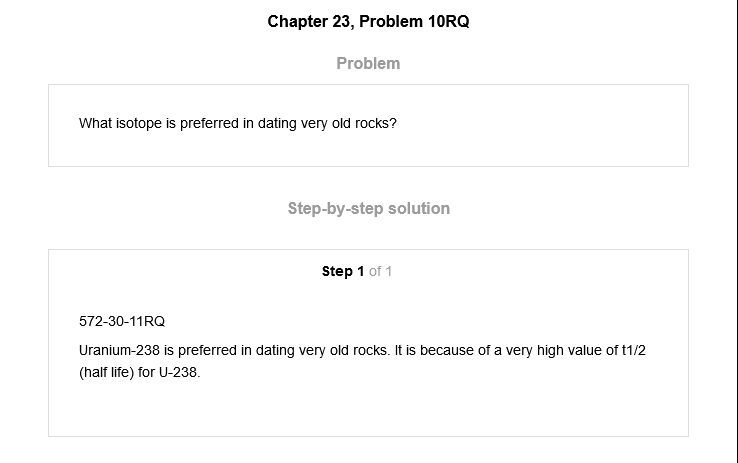 Chapter 23, Problem 10RQ
Problem
What isotope is preferred in dating very old rocks?
Step-by-step solution
Step 1 of 1
572-30-11RQ
Uranium-238 is preferred in dating very old rocks. It is because of a very high value of t1/2
(half life) for U-238.